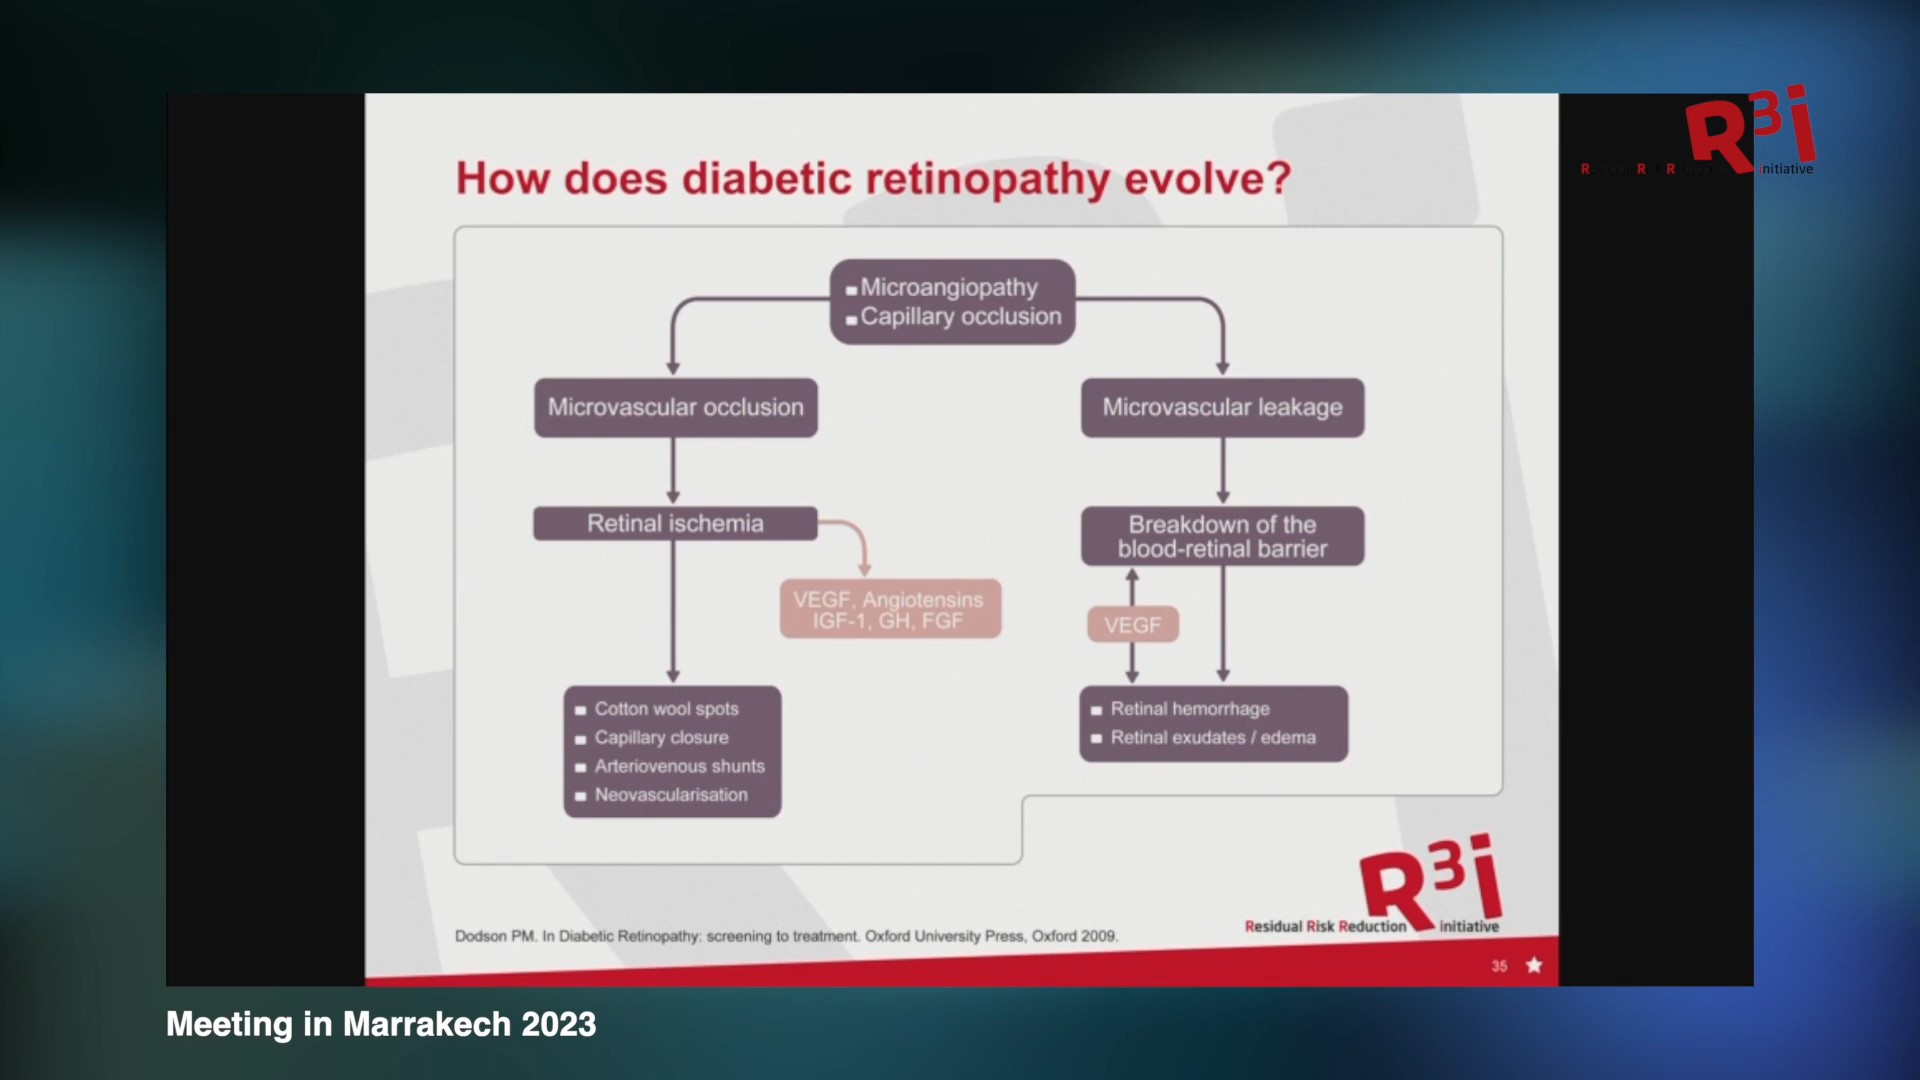 R3i
initiative
How does diabetic retinopathy evolve?
Microangiopathy
Capillary occlusion
Microvascular occlusion
Microvascular leakage
Retinal ischemia
Breakdown of the
blood-retinal barrier
VEGF, Angiotensins
IGF-1, GH, FGF
VEGF
Cotton wool spots
Capillary closure
Arteriovenous shunts
Neovascularisation
Retinal hemorrhage
Retinal exudates / edema
R3i
Residual Risk Reduction initiative
Dodson PM. In Diabetic Retinopathy: screening to treatment. Oxford University Press, Oxford 2009.
35
Meeting in Marrakech 2023